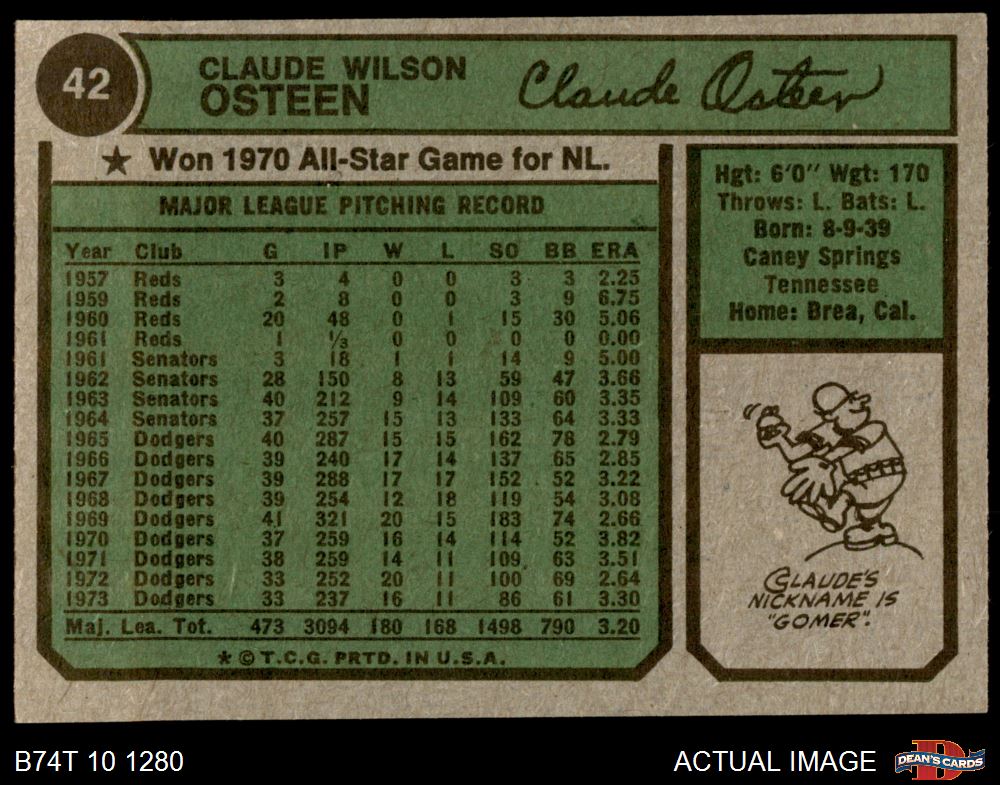 42
CLAUDE WILSON
OSTEEN
Claude Osteen
★ Won 1970 All-Star Game for NL.
MAJOR LEAGUE PITCHING RECORD
Year Club G IP W L SO BB ERA
1957 Reds 3 4 0 0 3 3 2.25
1959 Reds 2 8 0 0 3 9 6.75
1960 Reds 20 48 0 1 15 30 5.06
1961 Reds 1 ⅓ 0 0 0 0 0.00
1961 Senators 3 18 1 1 14 9 5.00
1962 Senators 28 150 8 13 59 47 3.66
1963 Senators 40 212 9 14 109 60 3.35
1964 Senators 37 257 15 13 133 64 3.33
1965 Dodgers 40 287 15 15 162 78 2.79
1966 Dodgers 39 240 17 14 137 65 2.85
1967 Dodgers 39 288 17 17 152 52 3.22
1968 Dodgers 39 254 12 18 119 54 3.08
1969 Dodgers 41 321 20 15 183 74 2.66
1970 Dodgers 37 259 16 14 114 52 3.82
1971 Dodgers 38 259 14 11 109 63 3.51
1972 Dodgers 33 252 20 11 100 69 2.64
1973 Dodgers 33 237 16 11 86 61 3.30
Maj. Lea. Tot. 473 3094 180 168 1498 790 3.20
★ © T.C.G. PRTD. IN U.S.A.
Hgt: 6'0" Wgt: 170
Throws: L. Bats: L.
Born: 8-9-39
Caney Springs
Tennessee
Home: Brea, Cal.
CLAUDE'S
NICKNAME IS
"GOMER".
B74T 10 1280
ACTUAL IMAGE
D
DEAN'S CARDS